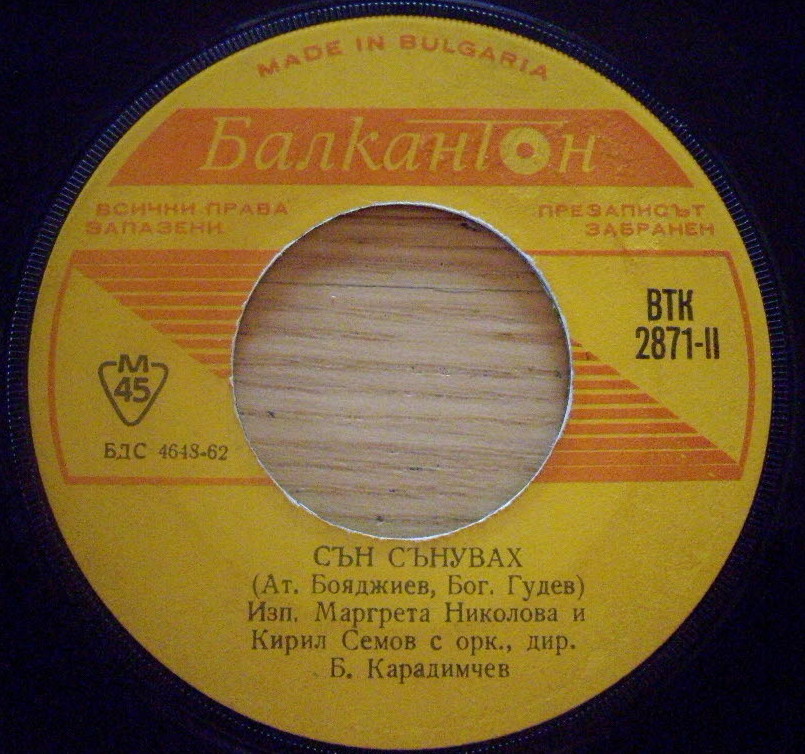 MADE IN BULGARIA
Балкантон
ВСИЧКИ ПРАВА
ЗАПАЗЕНИ
ПРЕЗАПИСЪТ
ЗАБРАНЕН
ВТК
2871-II
М
45
БДС 4648-62
СЪН СЪНУВАХ
(Ат. Бояджиев, Бог. Гудев)
Изп. Маргрета Николова и
Кирил Семов с орк., дир.
Б. Карадимчев